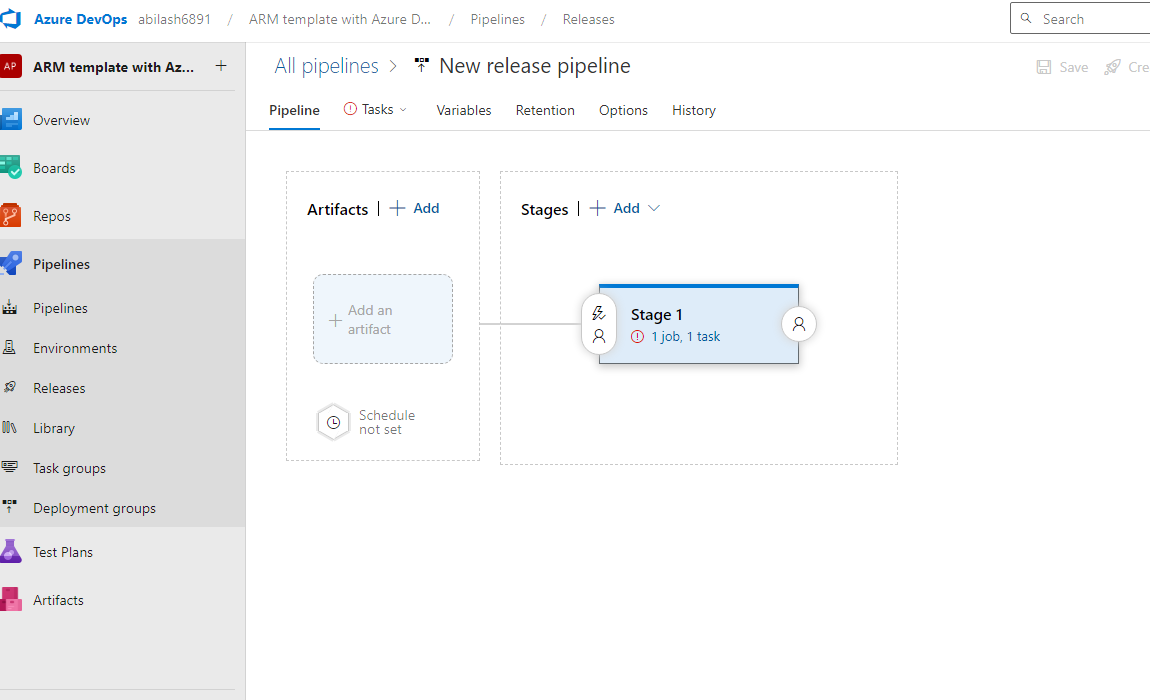 Azure DevOps abilash6891 / ARM template with Azure D... / Pipelines / Releases
Search
AP ARM template with Az... +
All pipelines > New release pipeline
Save Cre
Pipeline Tasks Variables Retention Options History
Overview
Boards
Repos
Pipelines
Pipelines
Environments
Releases
Library
Task groups
Deployment groups
Test Plans
Artifacts
Artifacts | + Add
Add an
artifact
Schedule
not set
Stages | + Add
Stage 1
1 job, 1 task